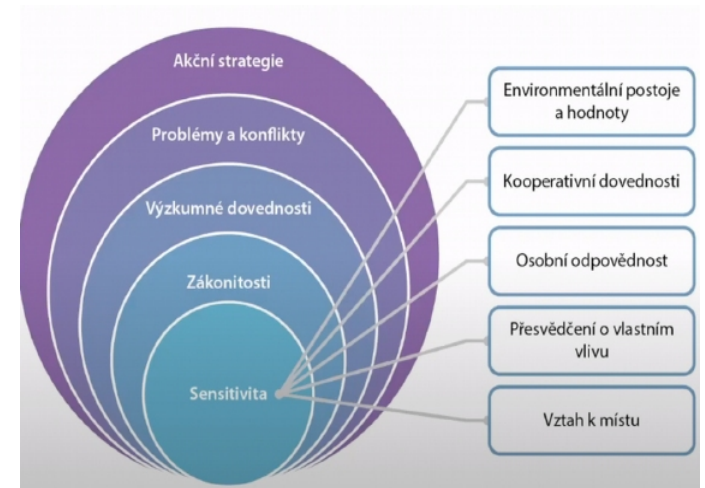 Akční strategie
Problémy a konflikty
Výzkumné dovednosti
Zákonitosti
Sensitivita
Environmentální postoje
a hodnoty
Kooperativní dovednosti
Osobní odpovědnost
Přesvědčení o vlastním
vlivu
Vztah k místu